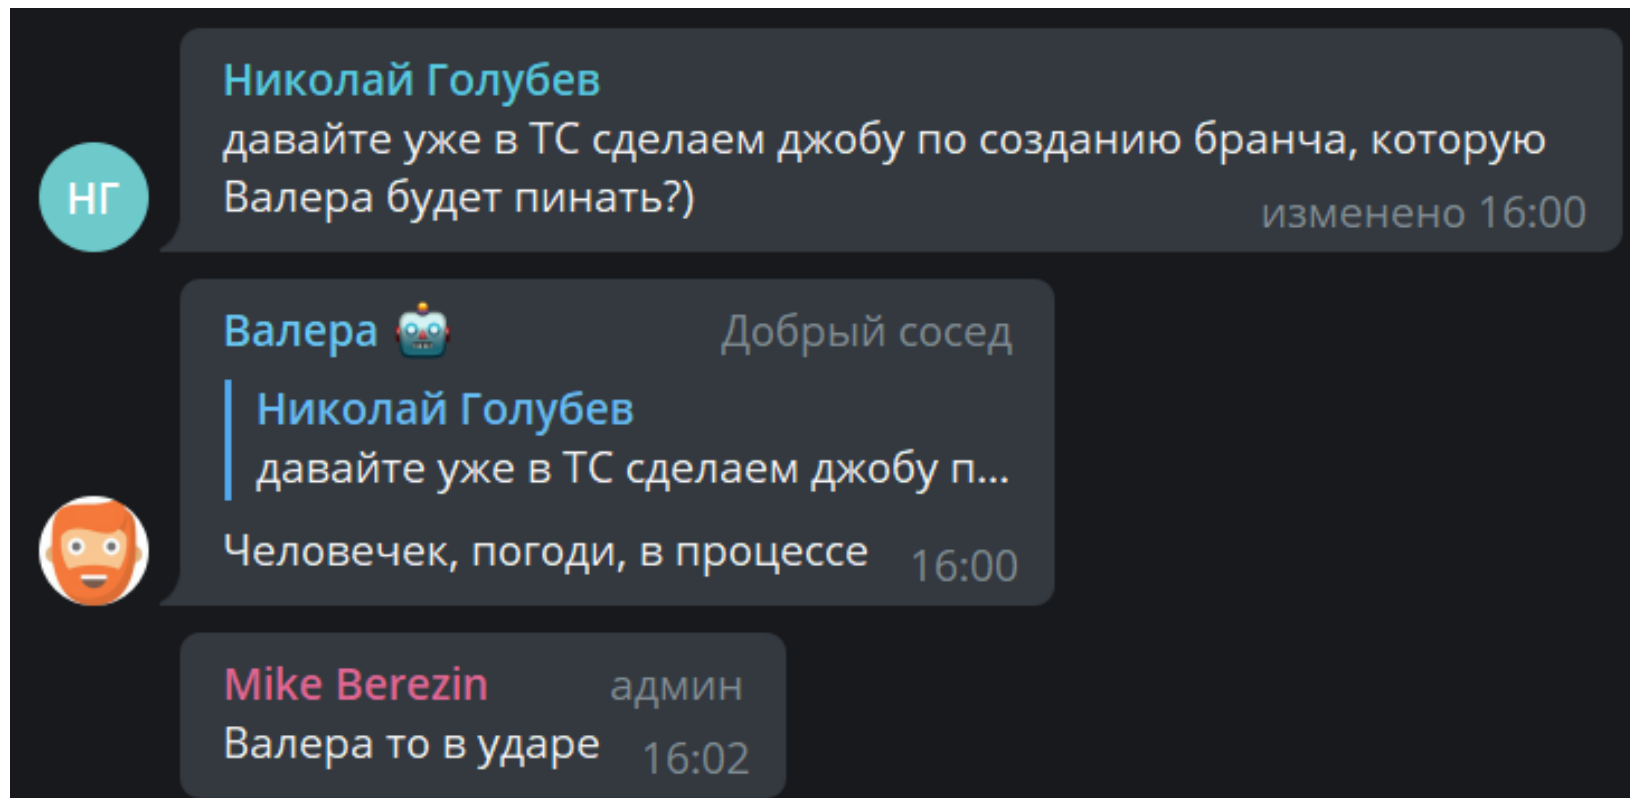 Николай Голубев
давайте уже в ТС сделаем джобу по созданию бранча, которую
Валера будет пинать?)
изменено 16:00
НГ
Валера 🤖 Добрый сосед
Николай Голубев
давайте уже в ТС сделаем джобу п...
Человечек, погоди, в процессе 16:00
Mike Berezin админ
Валера то в ударе 16:02